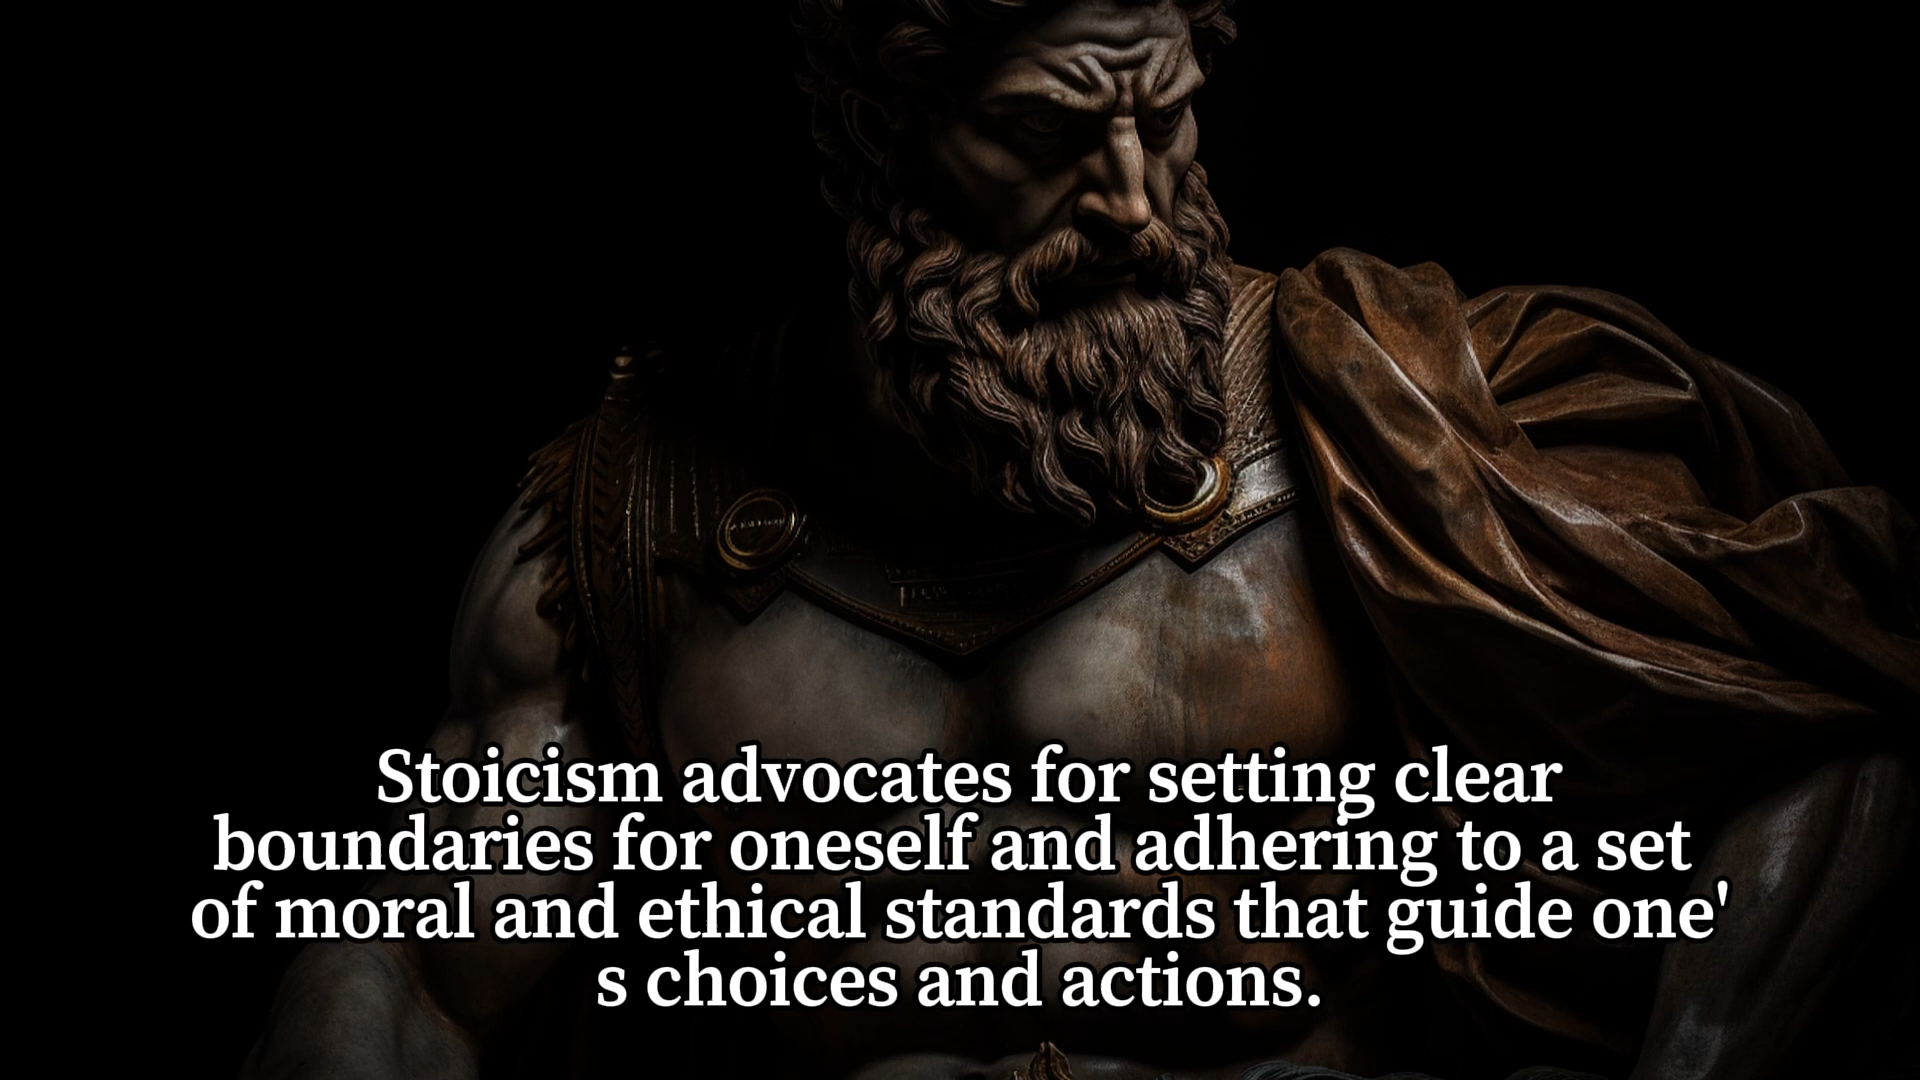 Stoicism advocates for setting clear
boundaries for oneself and adhering to a set
of moral and ethical standards that guide one'
s choices and actions.